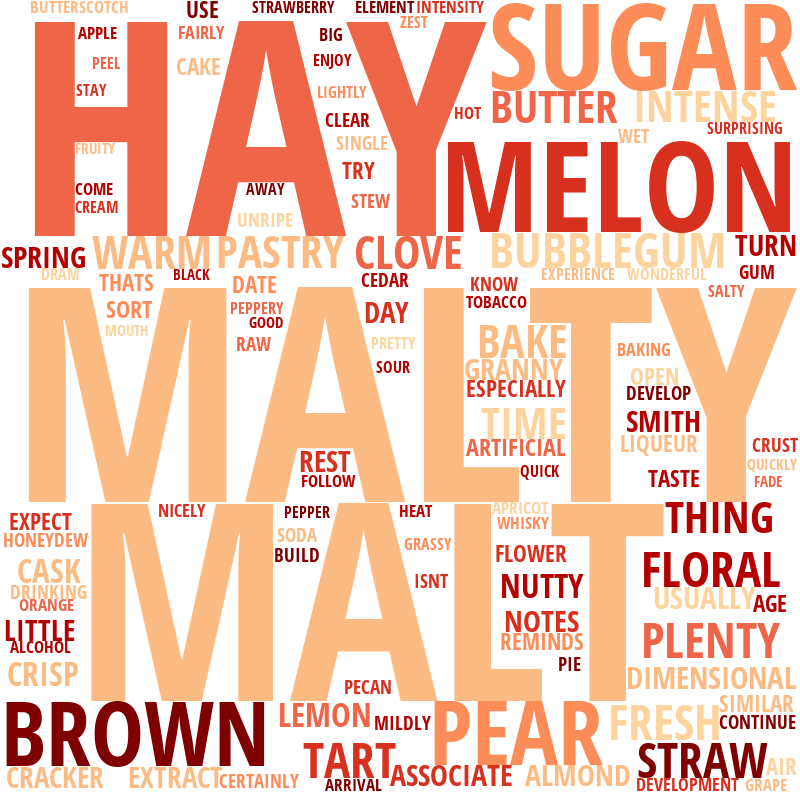 BUTTERSCOTCH
USE
STRAWBERRY
ELEMENT
INTENSITY
SUGAR
ZEST
HAY
APPLE
FAIRLY
BIG
PEEL
CAKE
ENJOY
STAY
LIGHTLY
HOT
BUTTER
INTENSE
CLEAR
SURPRISING
FRUITY
SINGLE
WET
MELON
TRY
COME
AWAY
STEW
CREAM
UNRIPE
SPRING
WARM
PASTRY
CLOVE
BUBBLEGUM
TURN
DRAM
THATS
BLACK
DATE
CEDAR
KNOW
EXPERIENCE
WONDERFUL
GUM
SALTY
MALTY
SORT
PEPPERY
DAY
TOBACCO
MOUTH
GOOD
RAW
PRETTY
BAKE
BAKING
SOUR
GRANNY
OPEN
ESPECIALLY
DEVELOP
TIME
SMITH
ARTIFICIAL
LIQUEUR
CRUST
REST
QUICK
QUICKLY
FOLLOW
TASTE
FADE
MALT
NICELY
PEPPER
HEAT
APRICOT
THING
EXPECT
WHISKY
HONEYDEW
SODA
GRASSY
BUILD
FLOWER
CASK
ISNT
NUTTY
FLORAL
DRINKING
USUALLY
ORANGE
AGE
LITTLE
NOTES
ALCOHOL
REMINDS
PLENTY
CRISP
PIE
PECAN
DIMENSIONAL
BROWN
LEMON
MILDLY
PEAR
FRESH
SIMILAR
CONTINUE
TART
STRAW
CRACKER
EXTRACT
CERTAINLY
ARRIVAL
ASSOCIATE
ALMOND
AIR
DEVELOPMENT
GRAPE